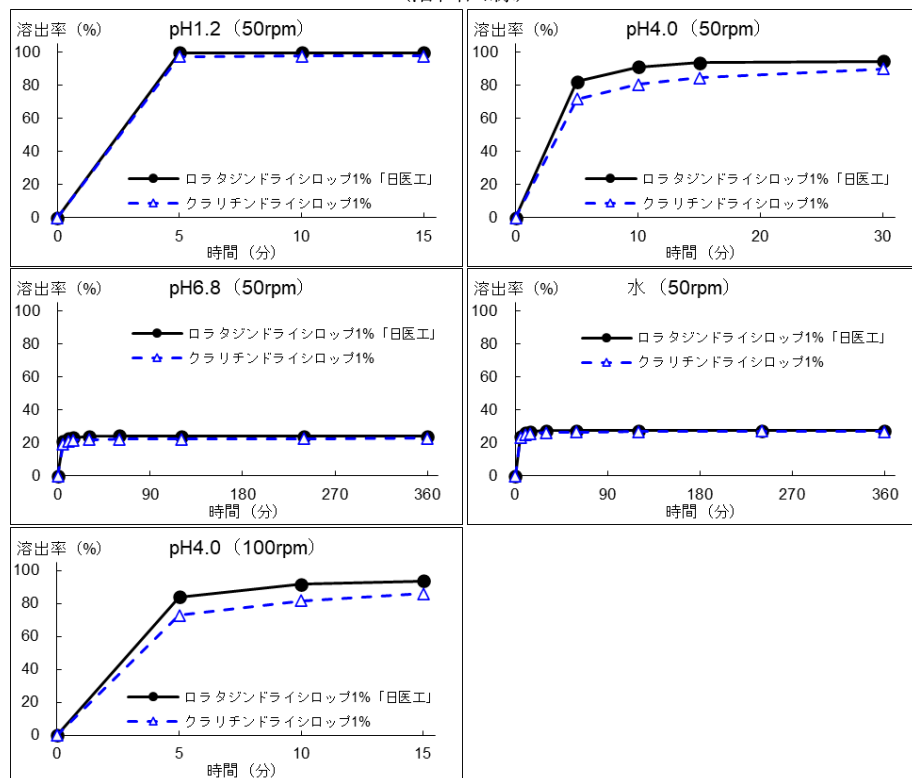 溶出率（%） pH1.2（50rpm）
100
80
60
40
20
0
ロラタジンドライシロップ1%「日医工」
クラリチンドライシロップ1%
0 5 10 15
時間（分）
溶出率（%） pH4.0（50rpm）
100
80
60
40
20
0
ロラタジンドライシロップ1%「日医工」
クラリチンドライシロップ1%
0 10 20 30
時間（分）
溶出率（%） pH6.8（50rpm）
100
80
60
40
20
0
ロラタジンドライシロップ1%「日医工」
クラリチンドライシロップ1%
0 90 180 270 360
時間（分）
溶出率（%） 水（50rpm）
100
80
60
40
20
0
ロラタジンドライシロップ1%「日医工」
クラリチンドライシロップ1%
0 90 180 270 360
時間（分）
溶出率（%） pH4.0（100rpm）
100
80
60
40
20
0
ロラタジンドライシロップ1%「日医工」
クラリチンドライシロップ1%
0 5 10 15
時間（分）